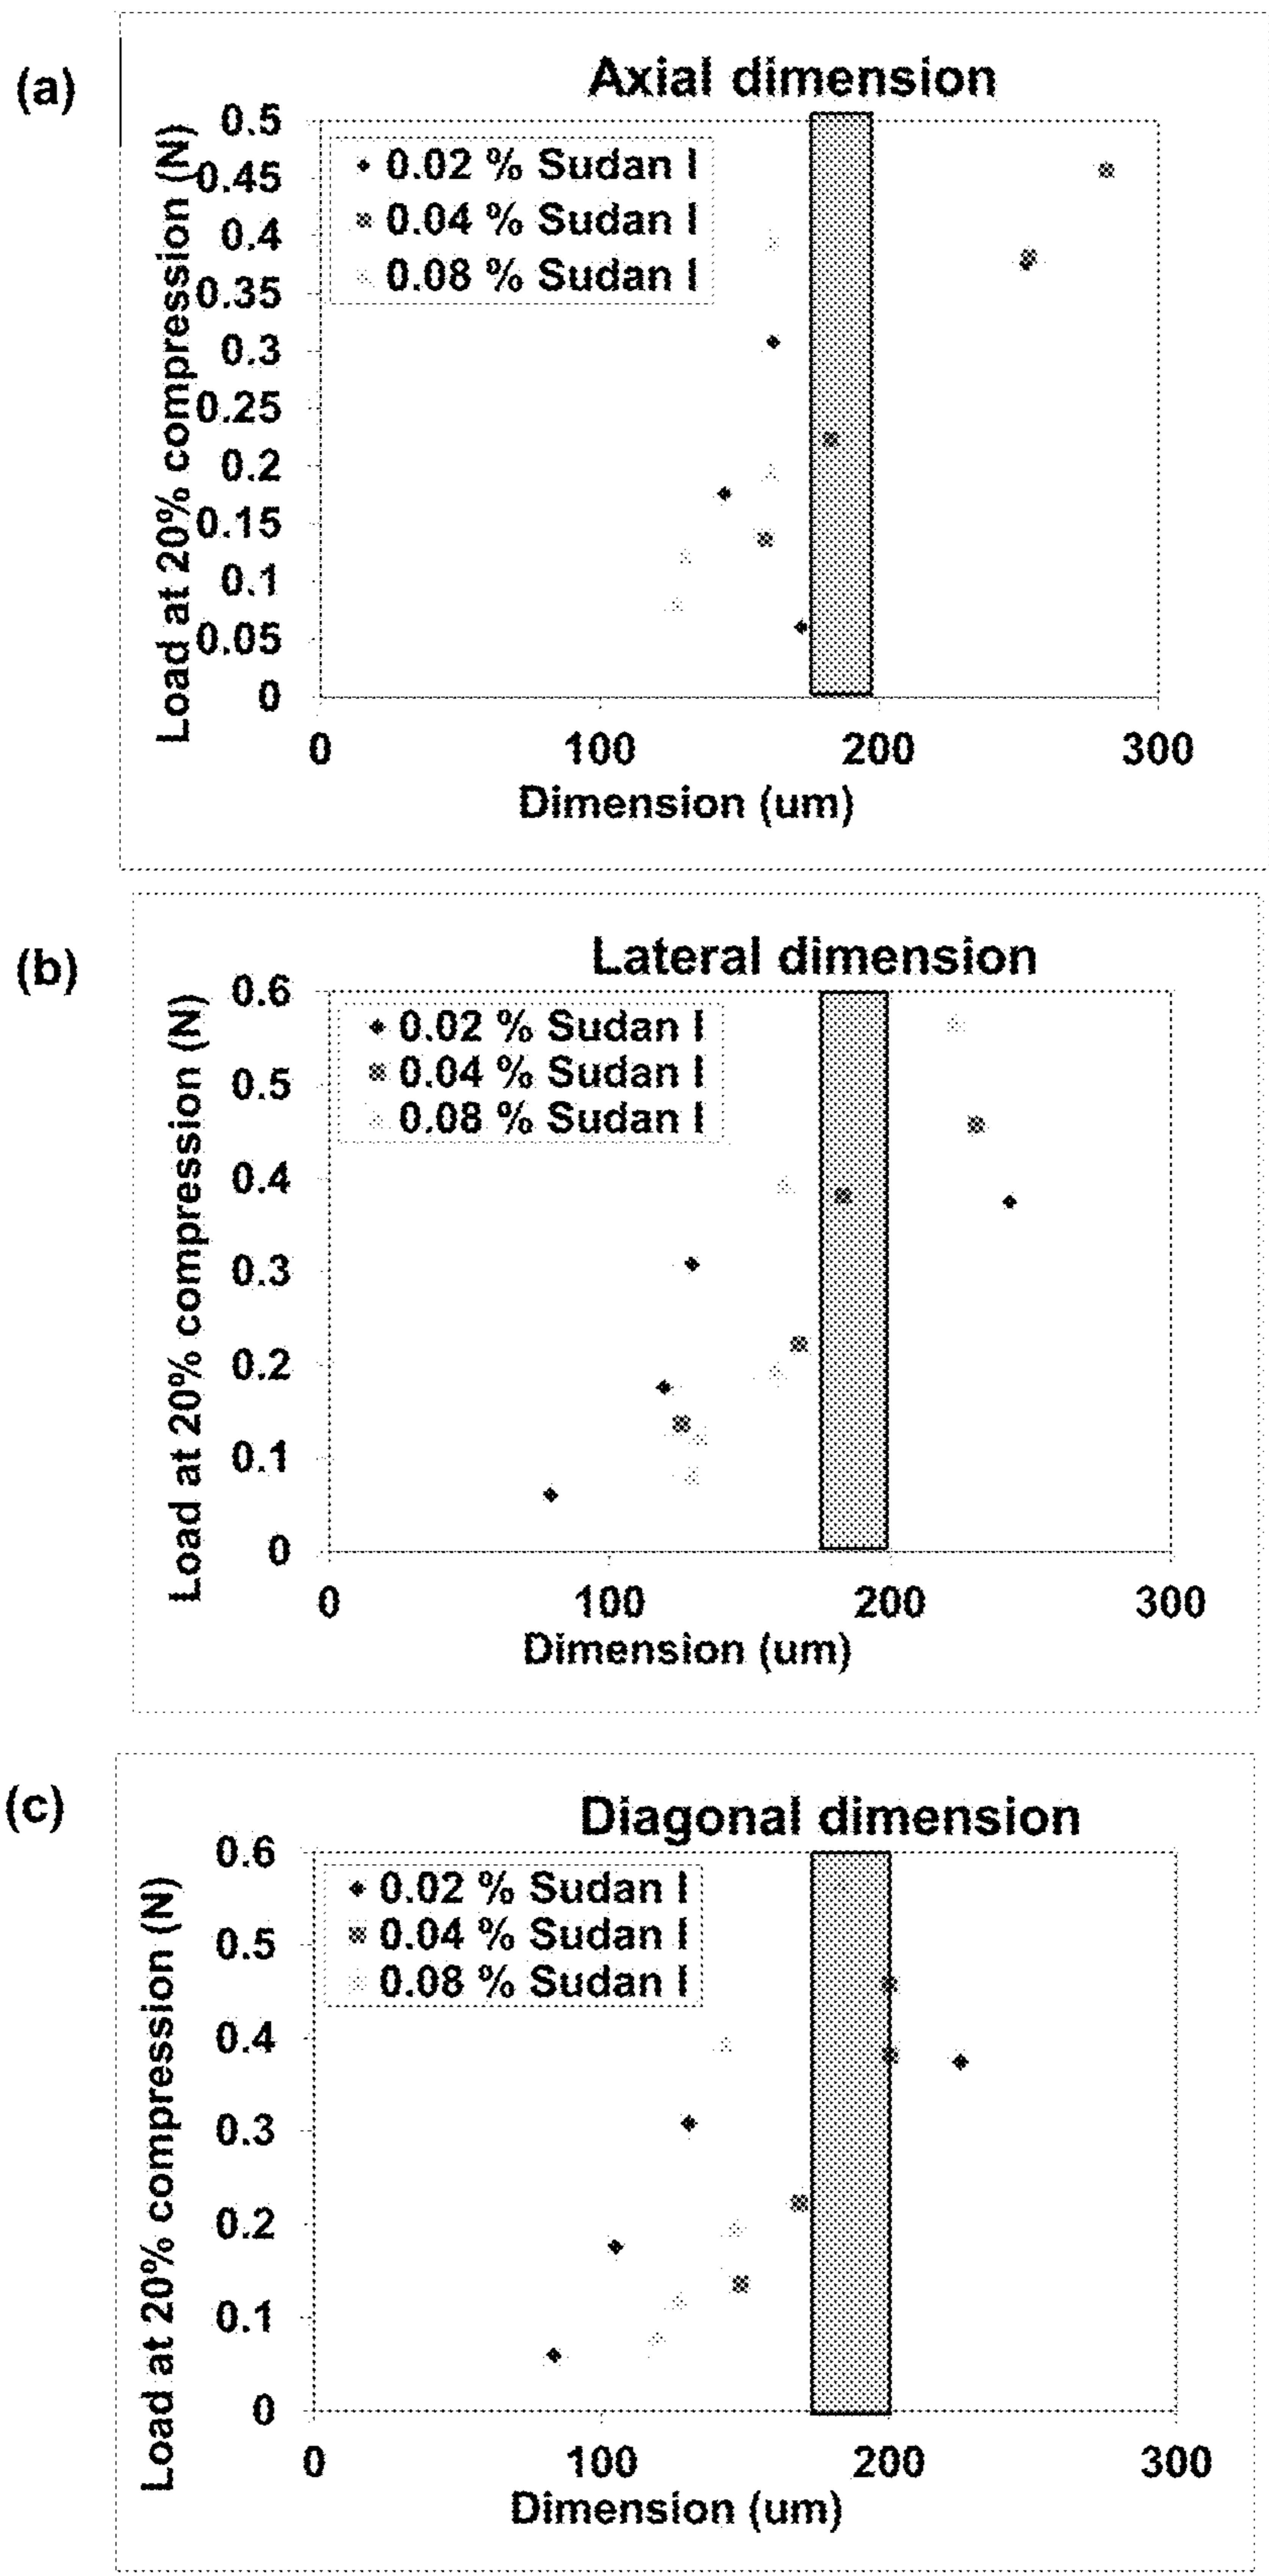 (a)
Axial dimension
Load at 20% compression (N)
0.5
0.45
0.4
0.35
0.3
0.25
0.2
0.15
0.1
0.05
0
0.02 % Sudan I
0.04 % Sudan I
0.08 % Sudan I
0 100 200 300
Dimension (um)
(b)
Lateral dimension
Load at 20% compression (N)
0.6
0.5
0.4
0.3
0.2
0.1
0
0.02 % Sudan I
0.04 % Sudan I
0.08 % Sudan I
0 100 200 300
Dimension (um)
(c)
Diagonal dimension
Load at 20% compression (N)
0.6
0.5
0.4
0.3
0.2
0.1
0
0.02 % Sudan I
0.04 % Sudan I
0.08 % Sudan I
0 100 200 300
Dimension (um)